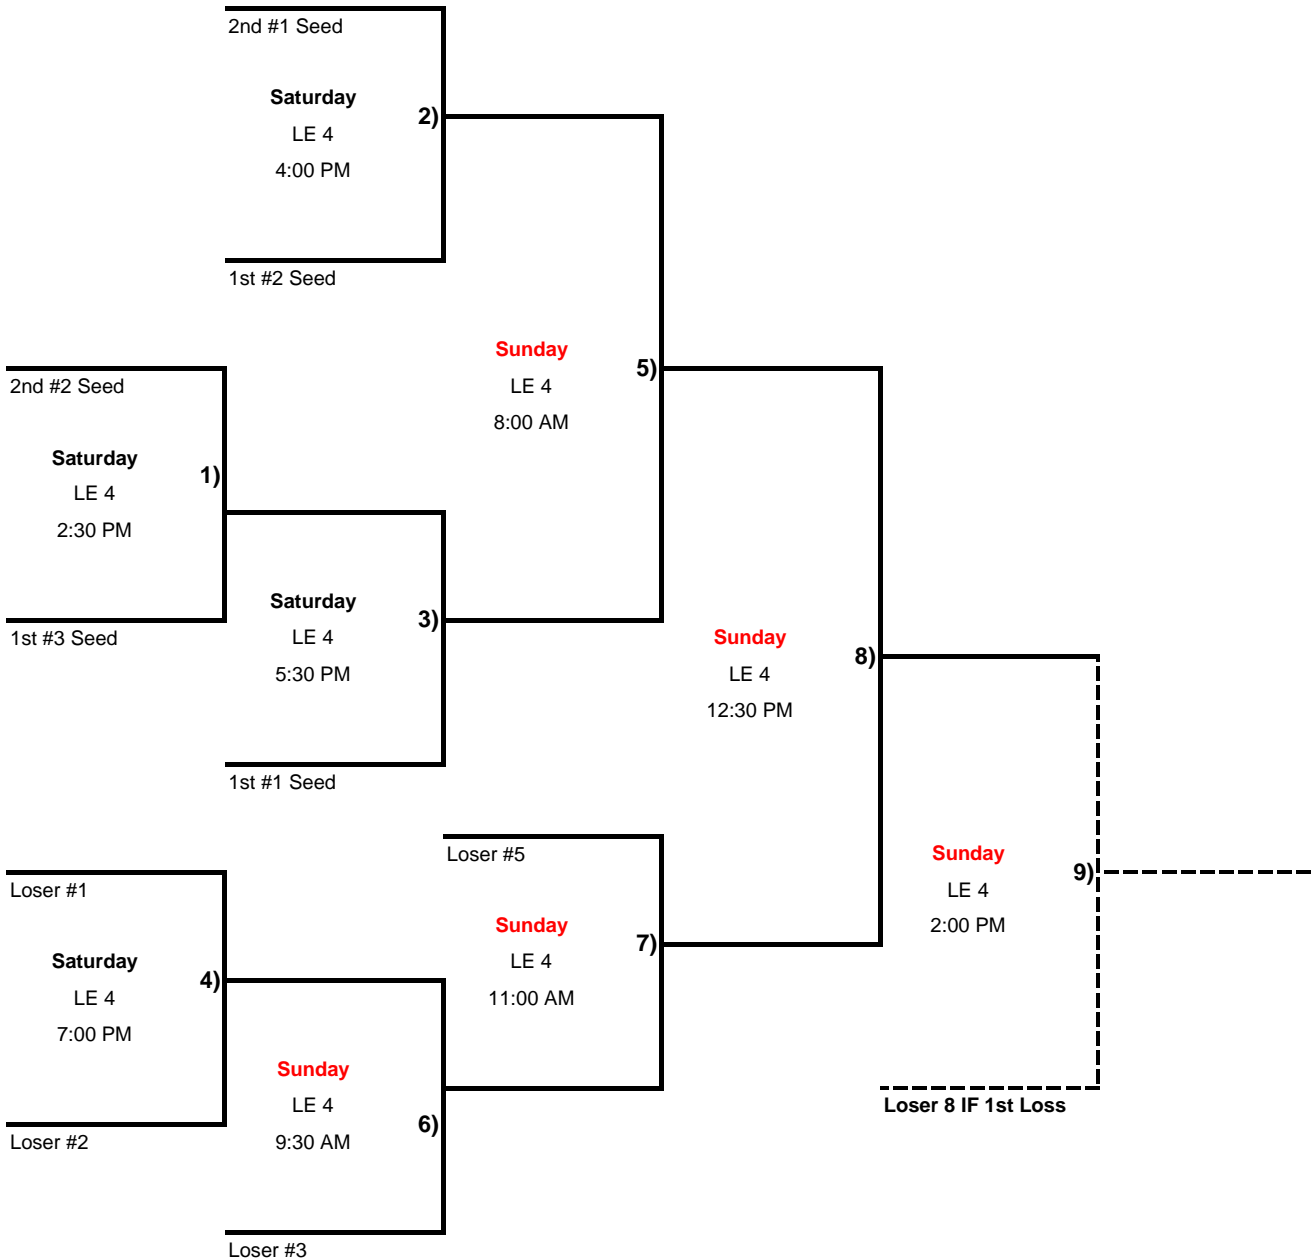 2nd #1 Seed
Saturday
2)
LE 4
4:00 PM
1st #2 Seed
Sunday
5)
LE 4
8:00 AM
2nd #2 Seed
Saturday
1)
LE 4
2:30 PM
1st #3 Seed
Saturday
3)
LE 4
5:30 PM
1st #1 Seed
Sunday
8)
LE 4
12:30 PM
Loser #5
Loser #1
Sunday
7)
LE 4
11:00 AM
Sunday
9)
LE 4
2:00 PM
Saturday
4)
LE 4
7:00 PM
Loser #2
Sunday
LE 4
6)
9:30 AM
Loser #3
Loser 8 IF 1st Loss